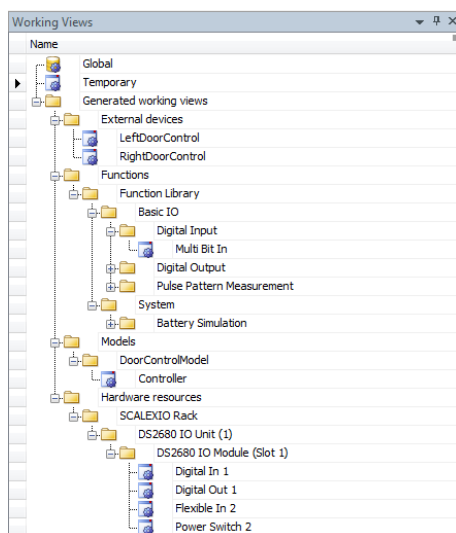 Working Views
Name
Global
Temporary
Generated working views
External devices
LeftDoorControl
RightDoorControl
Functions
Function Library
Basic IO
Digital Input
Multi Bit In
Digital Output
Pulse Pattern Measurement
System
Battery Simulation
Models
DoorControlModel
Controller
Hardware resources
SCALEXIO Rack
DS2680 IO Unit (1)
DS2680 IO Module (Slot 1)
Digital In 1
Digital Out 1
Flexible In 2
Power Switch 2